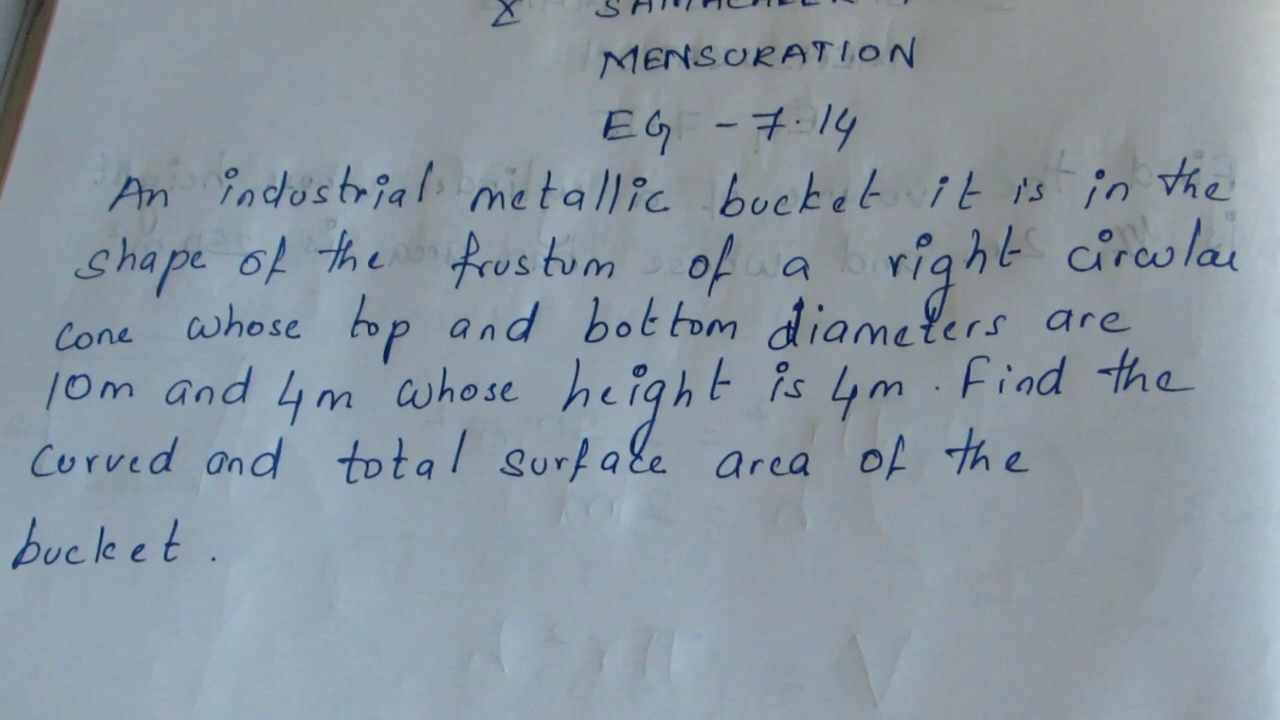 X
MENSURATION
EG - 7.14
An industrial metallic bucket it is in the
shape of the frustum of a right circular
cone whose top and bottom diameters are
10m and 4m whose height is 4m. Find the
curved and total surface area of the
bucket.